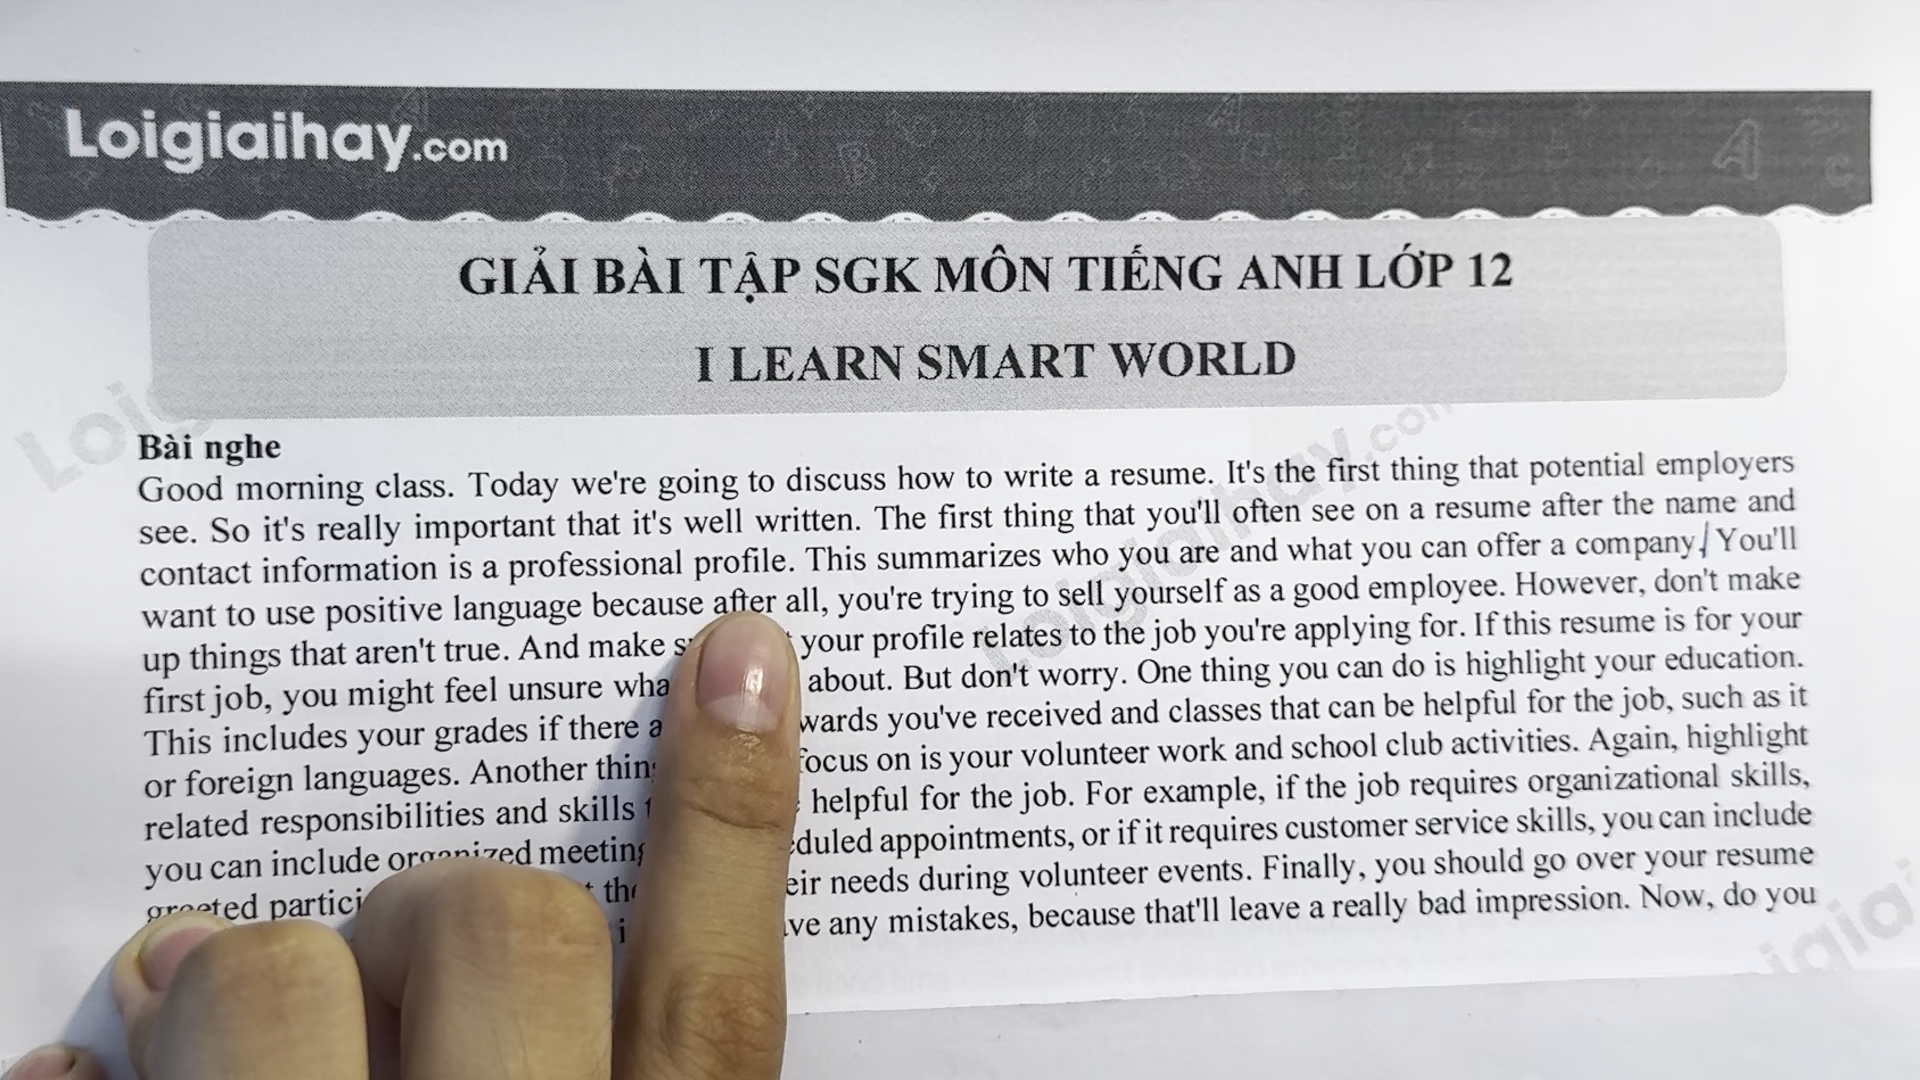 Loigiaihay.com
GIẢI BÀI TẬP SGK MÔN TIẾNG ANH LỚP 12
I LEARN SMART WORLD
Bài nghe
Good morning class. Today we're going to discuss how to write a resume. It's the first thing that potential employers
see. So it's really important that it's well written. The first thing that you'll often see on a resume after the name and
contact information is a professional profile. This summarizes who you are and what you can offer a company. You'll
want to use positive language because after all, you're trying to sell yourself as a good employee. However, don't make
up things that aren't true. And make your profile relates to the job you're applying for. If this resume is for your
first job, you might feel unsure about. But don't worry. One thing you can do is highlight your education.
This includes your grades if there you've received and classes that can be helpful for the job, such as it
or foreign languages. Another on is your volunteer work and school club activities. Again, highlight
related responsibilities and skills helpful for the job. For example, if the job requires organizational skills,
you can include appointments, or if it requires customer service skills, you can include
needs during volunteer events. Finally, you should go over your resume
any mistakes, because that'll leave a really bad impression. Now, do you